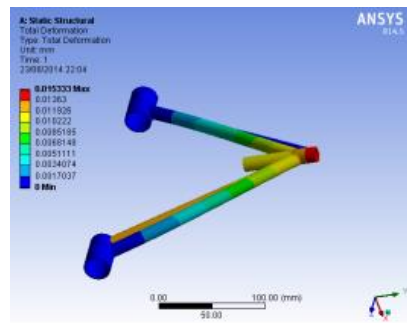 A: Static Structural
Total Deformation
Type: Total Deformation
Unit: mm
Time: 1
23/08/2014 22:04
0.015333 Max
0.01363
0.011926
0.010222
0.0085185
0.0068148
0.0051111
0.0034074
0.0017037
0 Min
ANSYS
R14.5
0.00
100.00 (mm)
50.00
Y
Z
X